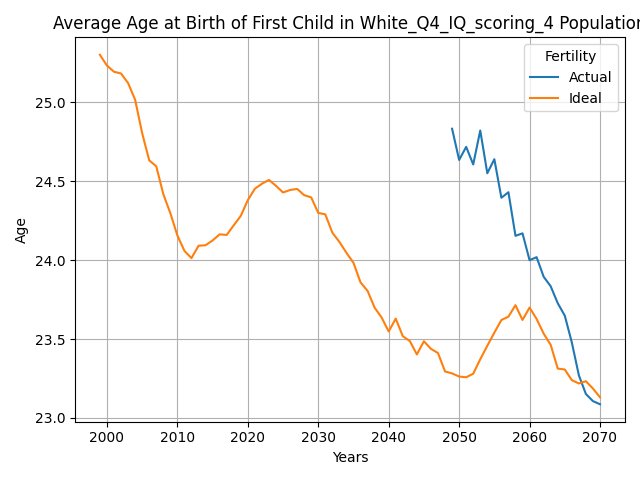 Average Age at Birth of First Child in White_Q4_IQ_scoring_4 Population
Fertility
Actual
Ideal
25.0
24.5
24.0
23.5
23.0
Age
2000 2010 2020 2030 2040 2050 2060 2070
Years